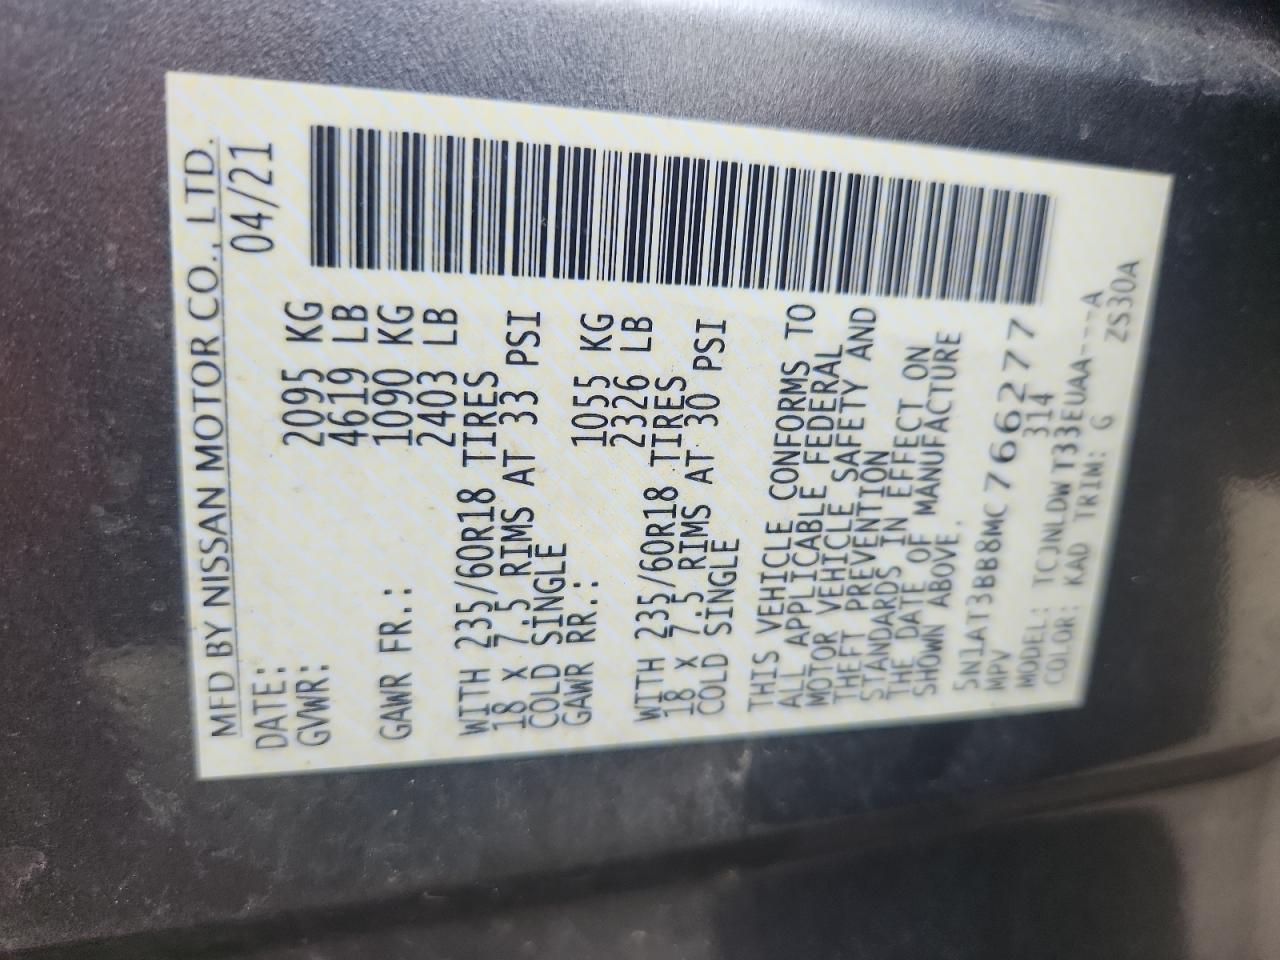 MFD BY NISSAN MOTOR CO., LTD.
DATE: 04/21
GVWR: 2095 KG
4619 LB
GAWR FR.: 1090 KG
2403 LB
WITH 235/60R18 TIRES
18 X 7.5 RIMS AT 33 PSI
COLD SINGLE
GAWR RR.: 1055 KG
2326 LB
WITH 235/60R18 TIRES
18 X 7.5 RIMS AT 30 PSI
COLD SINGLE
THIS VEHICLE CONFORMS TO
ALL APPLICABLE FEDERAL
MOTOR VEHICLE SAFETY AND
THEFT PREVENTION
STANDARDS IN EFFECT ON
THE DATE OF MANUFACTURE
SHOWN ABOVE.
5N1AT3BB8MC766277
MPV 314
MODEL: TCJNLDWT33EUAA----A
COLOR: KAD TRIM: G ZS30A